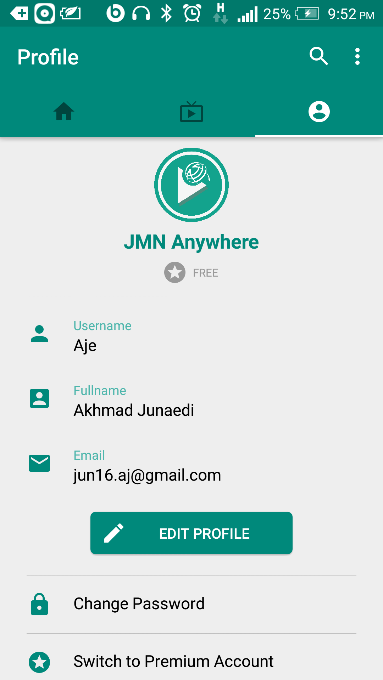 H
25%
9:52 PM
Profile
JMN Anywhere
FREE
Username
Aje
Fullname
Akhmad Junaedi
Email
jun16.aj@gmail.com
EDIT PROFILE
Change Password
Switch to Premium Account